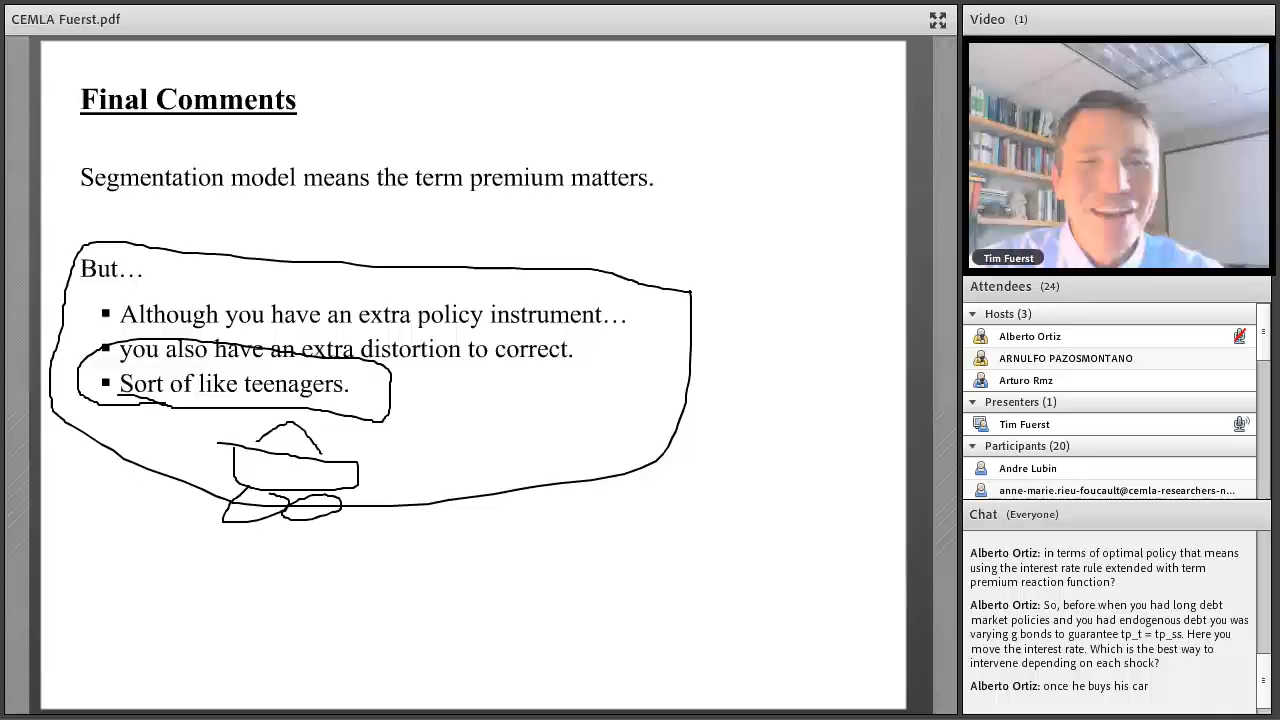 CEMLA Fuerst.pdf
Final Comments
Segmentation model means the term premium matters.
But…
▪ Although you have an extra policy instrument…
▪ you also have an extra distortion to correct.
▪ Sort of like teenagers.
Video (1)
Tim Fuerst
Attendees (24)
Hosts (3)
Alberto Ortiz
ARNULFO PAZOSMONTANO
Arturo Rmz
Presenters (1)
Tim Fuerst
Participants (20)
Andre Lubin
anne-marie.rieu-foucault@cemla-researchers-n...
Chat (Everyone)
Alberto Ortiz: in terms of optimal policy that means
using the interest rate rule extended with term
premium reaction function?
Alberto Ortiz: So, before when you had long debt
market policies and you had endogenous debt you was
varying g bonds to guarantee tp_t = tp_ss. Here you
move the interest rate. Which is the best way to
intervene depending on each shock?
Alberto Ortiz: once he buys his car